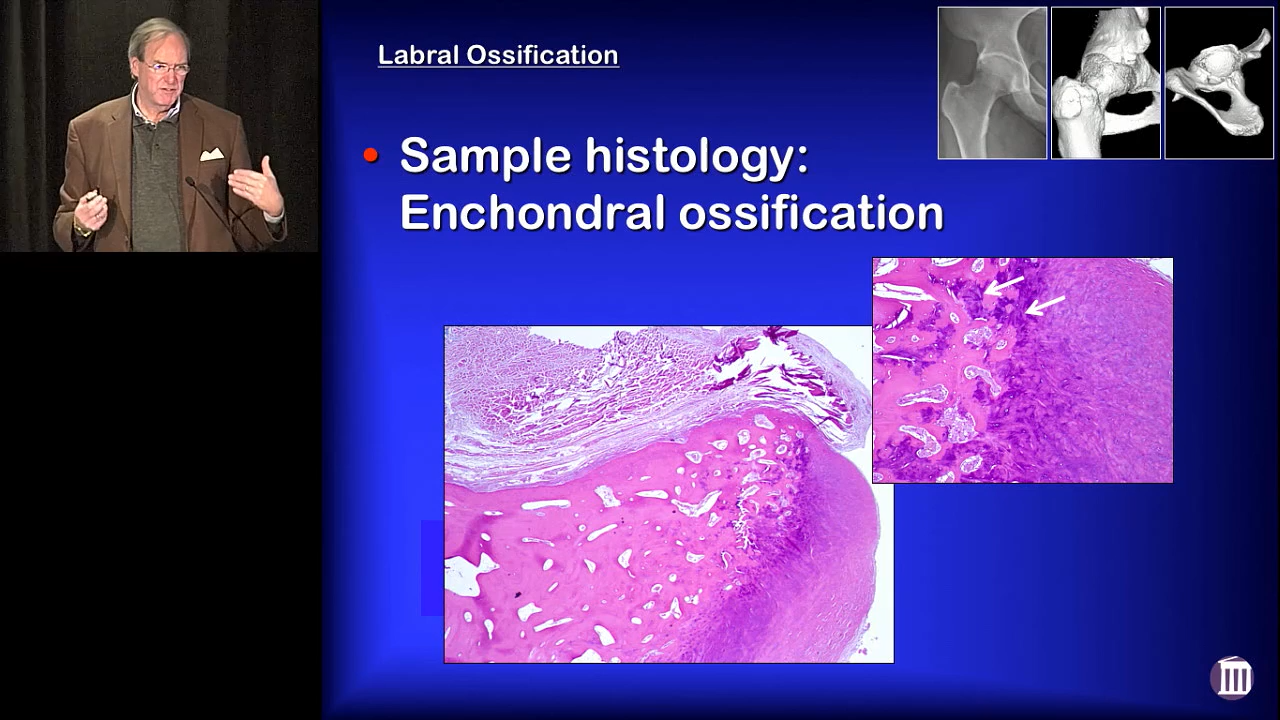 Labral Ossification
• Sample histology:
Enchondral ossification